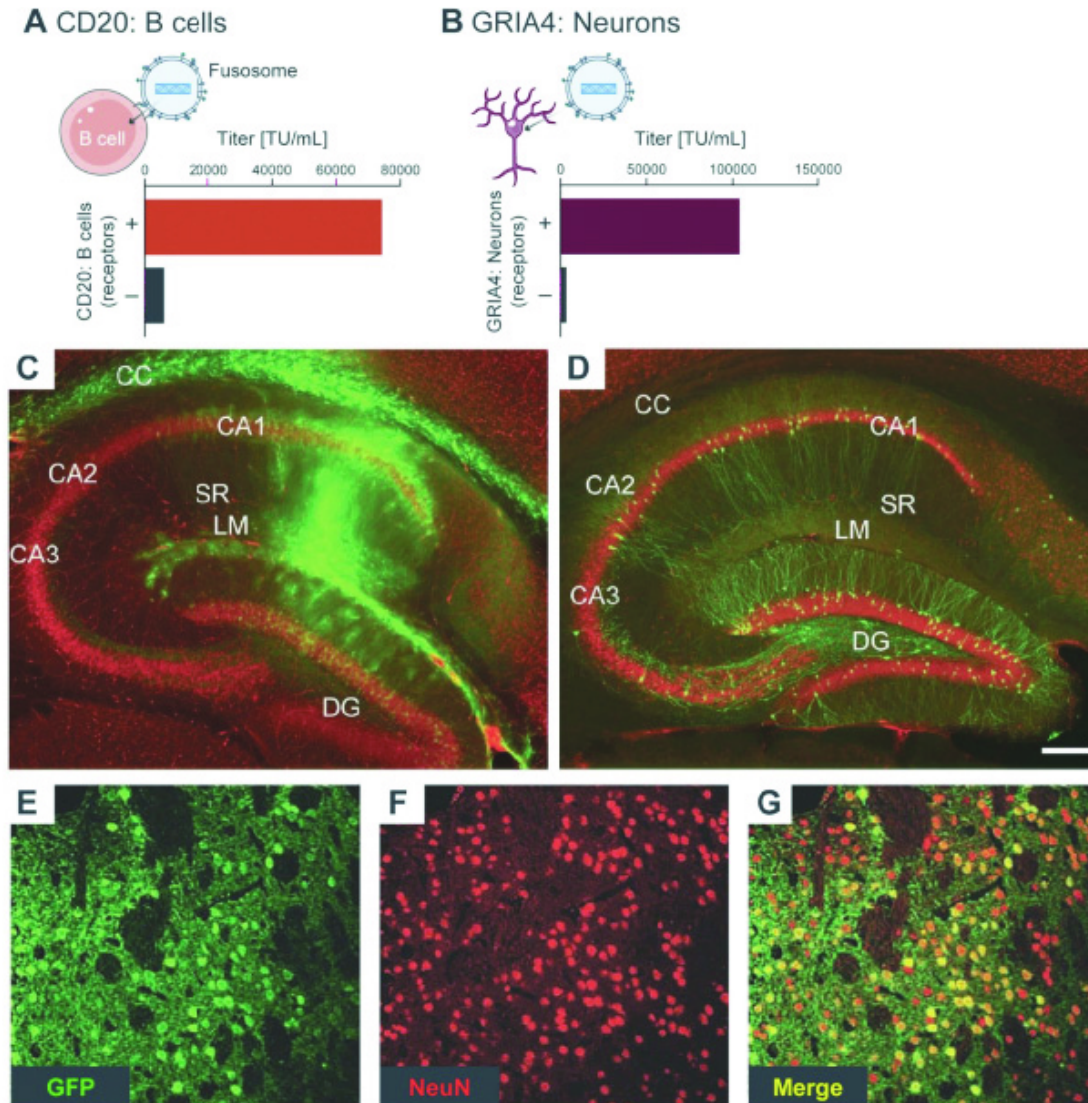 A CD20: B cells
Fusosome
B cell
Titer [TU/mL]
0 20000 40000 60000 80000
CD20: B cells
(receptors)
+
−
B GRIA4: Neurons
Titer [TU/mL]
0 50000 100000 150000
GRIA4: Neurons
(receptors)
+
−
C
CC
CA1
CA2
SR
LM
CA3
DG
D
CC
CA1
CA2
SR
LM
CA3
DG
E
GFP
F
NeuN
G
Merge